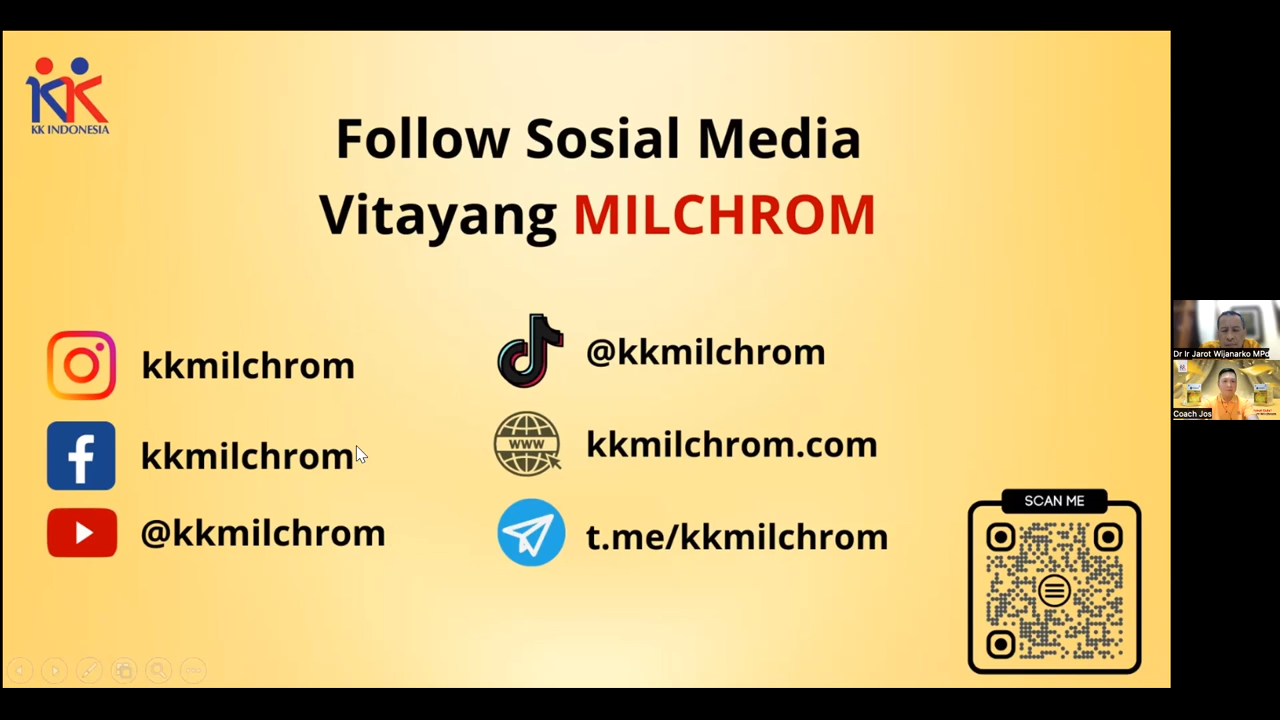 KK INDONESIA
Follow Sosial Media
Vitayang MILCHROM
kkmilchrom
kkmilchrom
@kkmilchrom
@kkmilchrom
www
kkmilchrom.com
t.me/kkmilchrom
SCAN ME
Dr Ir Jarot Wijanarko MPd
Coach Jos